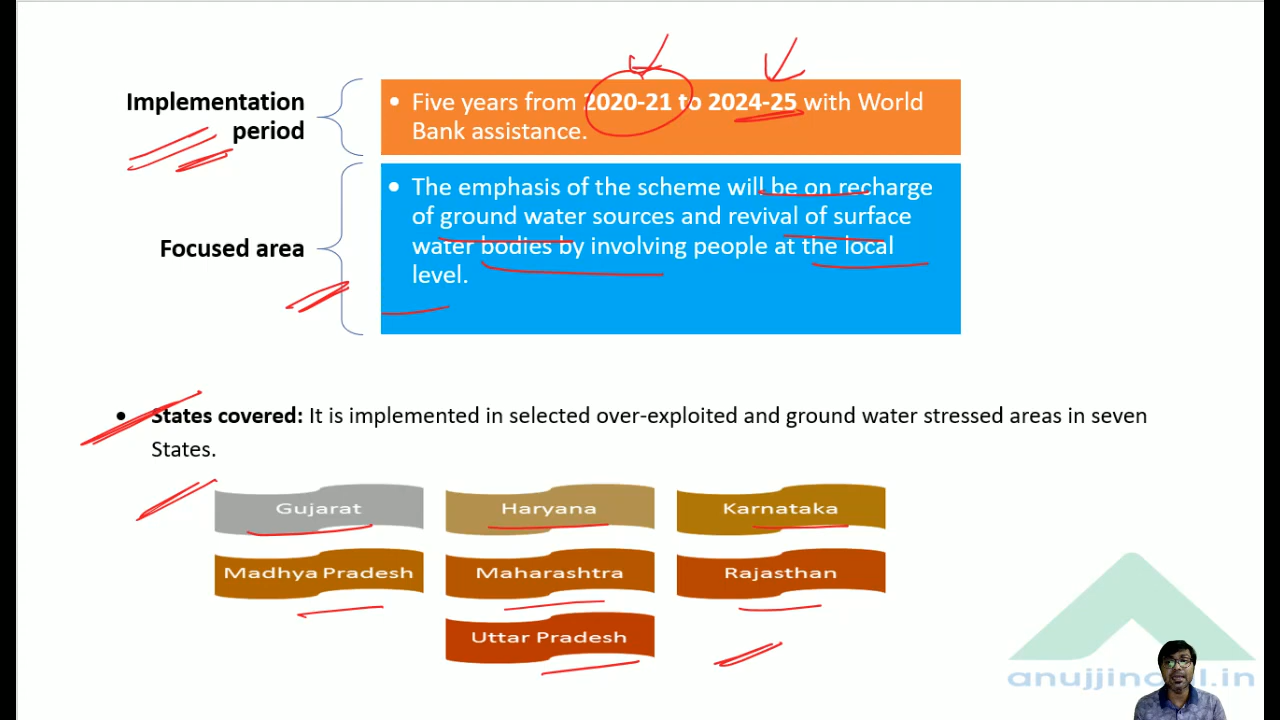 Implementation
period
• Five years from 2020-21 to 2024-25 with World
Bank assistance.
Focused area
• The emphasis of the scheme will be on recharge
of ground water sources and revival of surface
water bodies by involving people at the local
level.
• States covered: It is implemented in selected over-exploited and ground water stressed areas in seven
States.
Gujarat
Haryana
Karnataka
Madhya Pradesh
Maharashtra
Rajasthan
Uttar Pradesh